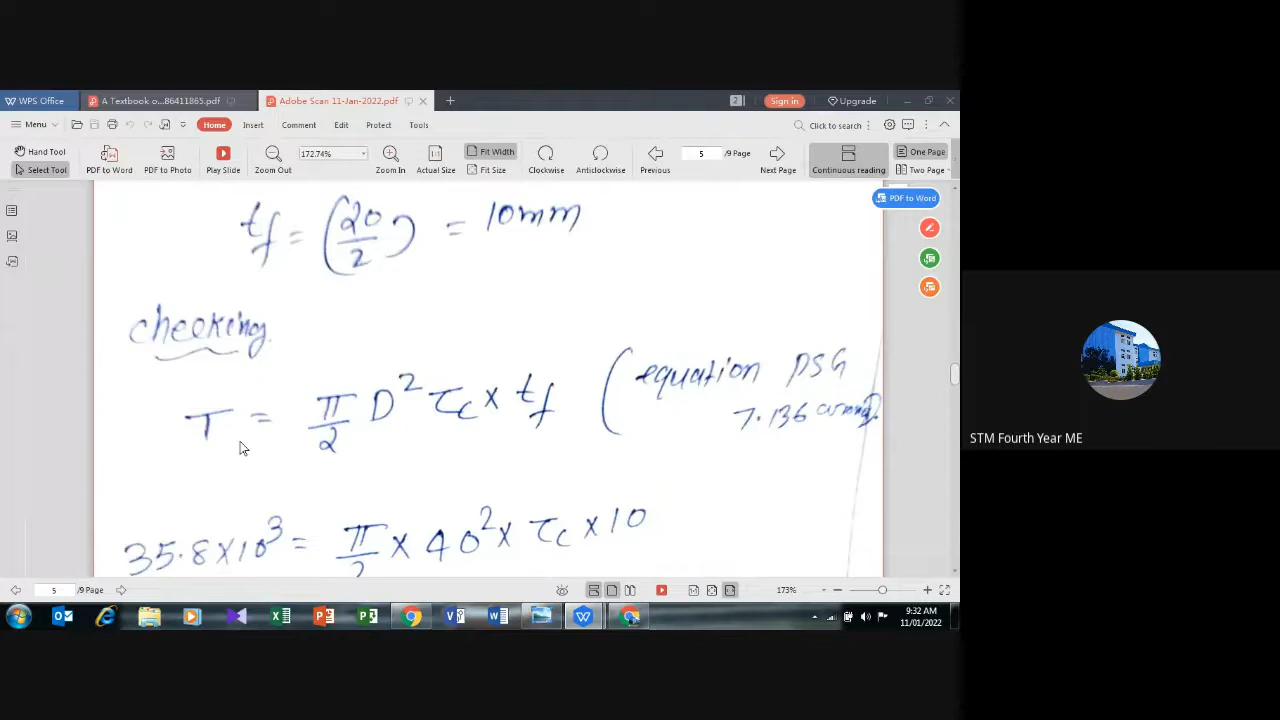 WPS Office
A Textbook o...86411865.pdf
Adobe Scan 11-Jan-2022.pdf
2
Sign in
Upgrade
Menu
Home
Insert
Comment
Edit
Protect
Tools
Click to search
Hand Tool
Select Tool
PDF to Word
PDF to Photo
Play Slide
Zoom Out
172.74%
Zoom In
Actual Size
Fit Width
Fit Size
Clockwise
Anticlockwise
Previous
5 /9 Page
Next Page
Continuous reading
One Page
Two Page
PDF to Word
tf = (20/2) = 10mm
checking
T = π/2 D² τc × tf (equation PSG
7.136
35.8×10³ = π/2 × 40² × τc × 10
STM Fourth Year ME
5 /9 Page
173%
9:32 AM
11/01/2022